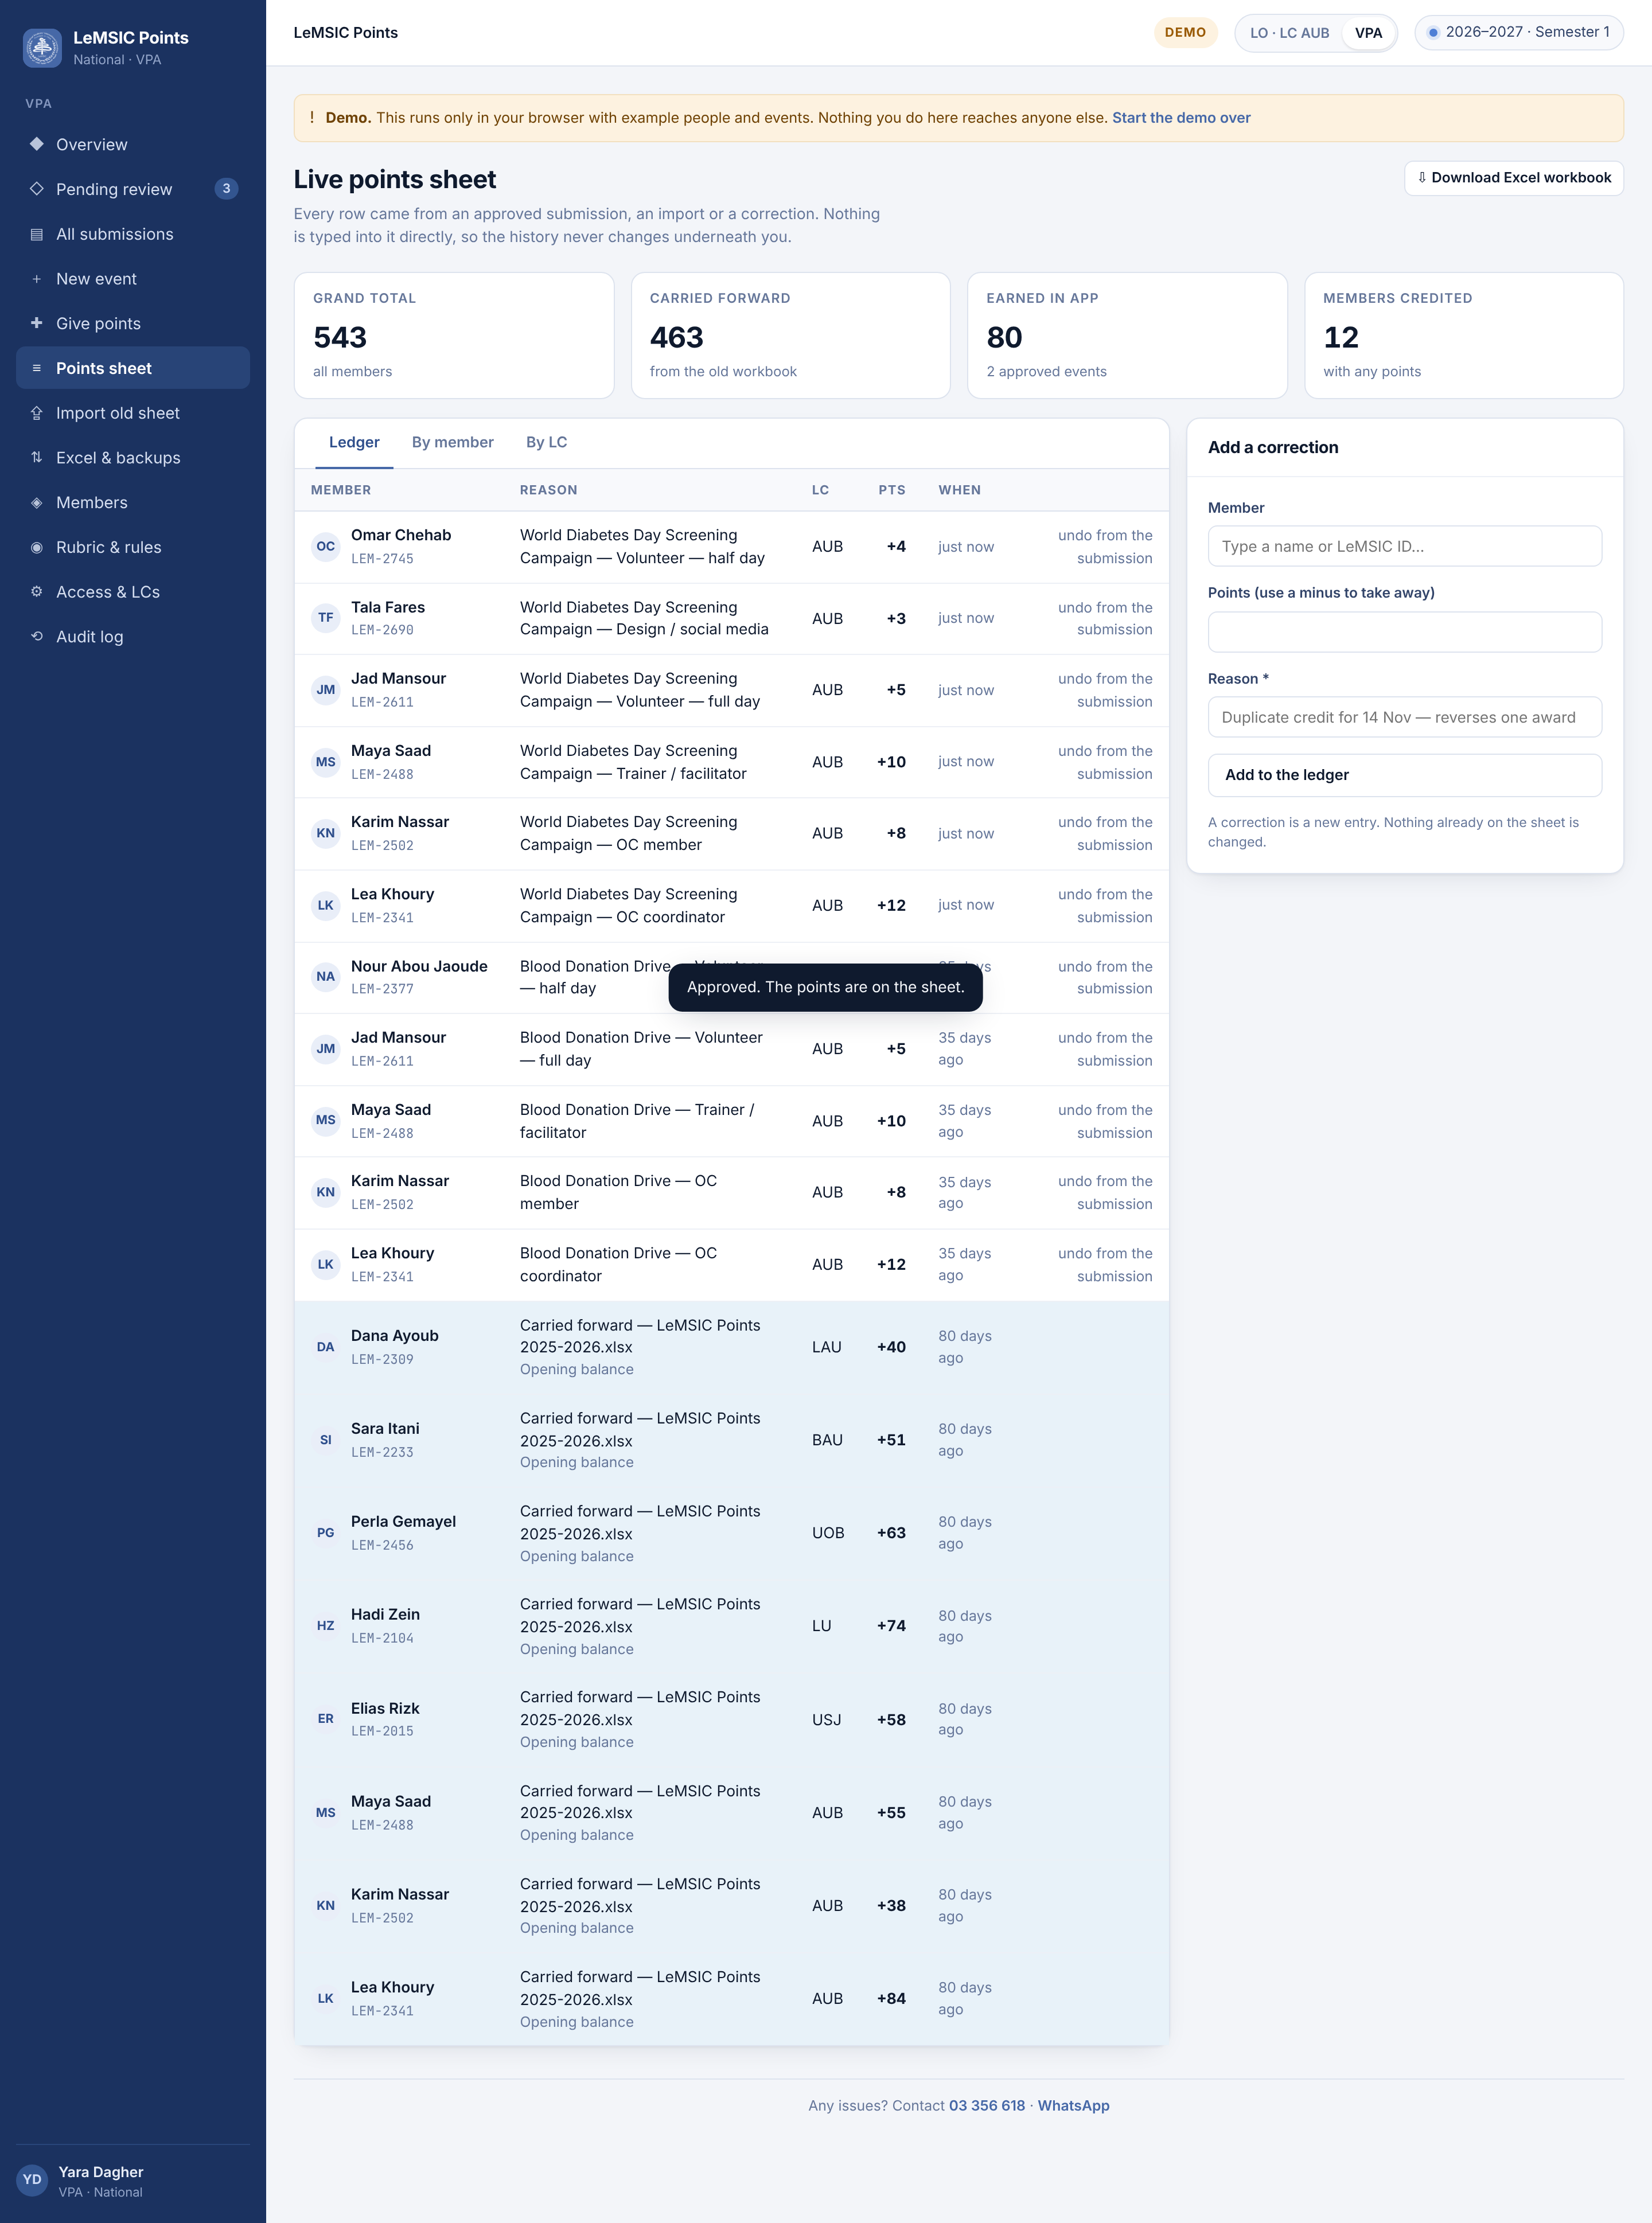 LeMSIC Points
National · VPA
VPA
Overview
Pending review 3
All submissions
New event
Give points
Points sheet
Import old sheet
Excel & backups
Members
Rubric & rules
Access & LCs
Audit log
YD Yara Dagher
VPA · National
LeMSIC Points
DEMO
LO · LC AUB VPA
2026–2027 · Semester 1
! Demo. This runs only in your browser with example people and events. Nothing you do here reaches anyone else. Start the demo over
Live points sheet
Download Excel workbook
Every row came from an approved submission, an import or a correction. Nothing
is typed into it directly, so the history never changes underneath you.
GRAND TOTAL
543
all members
CARRIED FORWARD
463
from the old workbook
EARNED IN APP
80
2 approved events
MEMBERS CREDITED
12
with any points
Ledger By member By LC
MEMBER REASON LC PTS WHEN
OC Omar Chehab World Diabetes Day Screening AUB +4 just now undo from the
LEM-2745 Campaign — Volunteer — half day submission
TF Tala Fares World Diabetes Day Screening AUB +3 just now undo from the
LEM-2690 Campaign — Design / social media submission
JM Jad Mansour World Diabetes Day Screening AUB +5 just now undo from the
LEM-2611 Campaign — Volunteer — full day submission
MS Maya Saad World Diabetes Day Screening AUB +10 just now undo from the
LEM-2488 Campaign — Trainer / facilitator submission
KN Karim Nassar World Diabetes Day Screening AUB +8 just now undo from the
LEM-2502 Campaign — OC member submission
LK Lea Khoury World Diabetes Day Screening AUB +12 just now undo from the
LEM-2341 Campaign — OC coordinator submission
NA Nour Abou Jaoude Blood Donation Drive undo from the
LEM-2377 — half day submission
Approved. The points are on the sheet.
JM Jad Mansour Blood Donation Drive — Volunteer AUB +5 35 days undo from the
LEM-2611 — full day ago submission
MS Maya Saad Blood Donation Drive — Trainer / AUB +10 35 days undo from the
LEM-2488 facilitator ago submission
KN Karim Nassar Blood Donation Drive — OC AUB +8 35 days undo from the
LEM-2502 member ago submission
LK Lea Khoury Blood Donation Drive — OC AUB +12 35 days undo from the
LEM-2341 coordinator ago submission
DA Dana Ayoub Carried forward — LeMSIC Points LAU +40 80 days
LEM-2309 2025-2026.xlsx ago
Opening balance
SI Sara Itani Carried forward — LeMSIC Points BAU +51 80 days
LEM-2233 2025-2026.xlsx ago
Opening balance
PG Perla Gemayel Carried forward — LeMSIC Points UOB +63 80 days
LEM-2456 2025-2026.xlsx ago
Opening balance
HZ Hadi Zein Carried forward — LeMSIC Points LU +74 80 days
LEM-2104 2025-2026.xlsx ago
Opening balance
ER Elias Rizk Carried forward — LeMSIC Points USJ +58 80 days
LEM-2015 2025-2026.xlsx ago
Opening balance
MS Maya Saad Carried forward — LeMSIC Points AUB +55 80 days
LEM-2488 2025-2026.xlsx ago
Opening balance
KN Karim Nassar Carried forward — LeMSIC Points AUB +38 80 days
LEM-2502 2025-2026.xlsx ago
Opening balance
LK Lea Khoury Carried forward — LeMSIC Points AUB +84 80 days
LEM-2341 2025-2026.xlsx ago
Opening balance
Add a correction
Member
Type a name or LeMSIC ID...
Points (use a minus to take away)
Reason *
Duplicate credit for 14 Nov — reverses one award
Add to the ledger
A correction is a new entry. Nothing already on the sheet is
changed.
Any issues? Contact 03 356 618 · WhatsApp